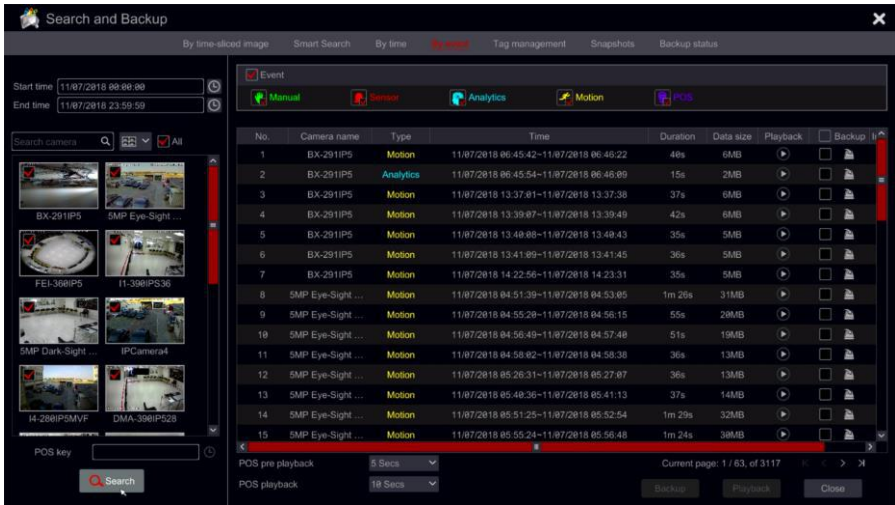 Search and Backup
By time-sliced image Smart Search By time By event Tag management Snapshots Backup status
Start time 11/07/2018 00:00:00
End time 11/07/2018 23:59:59
Search camera All
BX-291IP5 5MP Eye-Sight ...
FEI-360IP5 I1-390IPS36
5MP Dark-Sight ... IPCamera4
I4-280IP5MVF DMA-390IP528
POS key
Search
Event
Manual Sensor Analytics Motion POS
No. Camera name Type Time Duration Data size Playback Backup
1 BX-291IP5 Motion 11/07/2018 06:45:42~11/07/2018 06:46:22 40s 6MB
2 BX-291IP5 Analytics 11/07/2018 06:45:54~11/07/2018 06:46:09 15s 2MB
3 BX-291IP5 Motion 11/07/2018 13:37:01~11/07/2018 13:37:38 37s 6MB
4 BX-291IP5 Motion 11/07/2018 13:39:07~11/07/2018 13:39:49 42s 6MB
5 BX-291IP5 Motion 11/07/2018 13:40:08~11/07/2018 13:40:43 35s 5MB
6 BX-291IP5 Motion 11/07/2018 13:41:09~11/07/2018 13:41:45 36s 5MB
7 BX-291IP5 Motion 11/07/2018 14:22:56~11/07/2018 14:23:31 35s 5MB
8 5MP Eye-Sight ... Motion 11/07/2018 04:51:39~11/07/2018 04:53:05 1m 26s 31MB
9 5MP Eye-Sight ... Motion 11/07/2018 04:55:20~11/07/2018 04:56:15 55s 20MB
10 5MP Eye-Sight ... Motion 11/07/2018 04:56:49~11/07/2018 04:57:40 51s 19MB
11 5MP Eye-Sight ... Motion 11/07/2018 04:58:02~11/07/2018 04:58:38 36s 13MB
12 5MP Eye-Sight ... Motion 11/07/2018 05:26:31~11/07/2018 05:27:07 36s 13MB
13 5MP Eye-Sight ... Motion 11/07/2018 05:40:36~11/07/2018 05:41:13 37s 14MB
14 5MP Eye-Sight ... Motion 11/07/2018 05:51:25~11/07/2018 05:52:54 1m 29s 32MB
15 5MP Eye-Sight ... Motion 11/07/2018 05:55:24~11/07/2018 05:56:48 1m 24s 30MB
POS pre playback 5 Secs Current page: 1 / 63, of 3117
POS playback 10 Secs Backup Playback Close